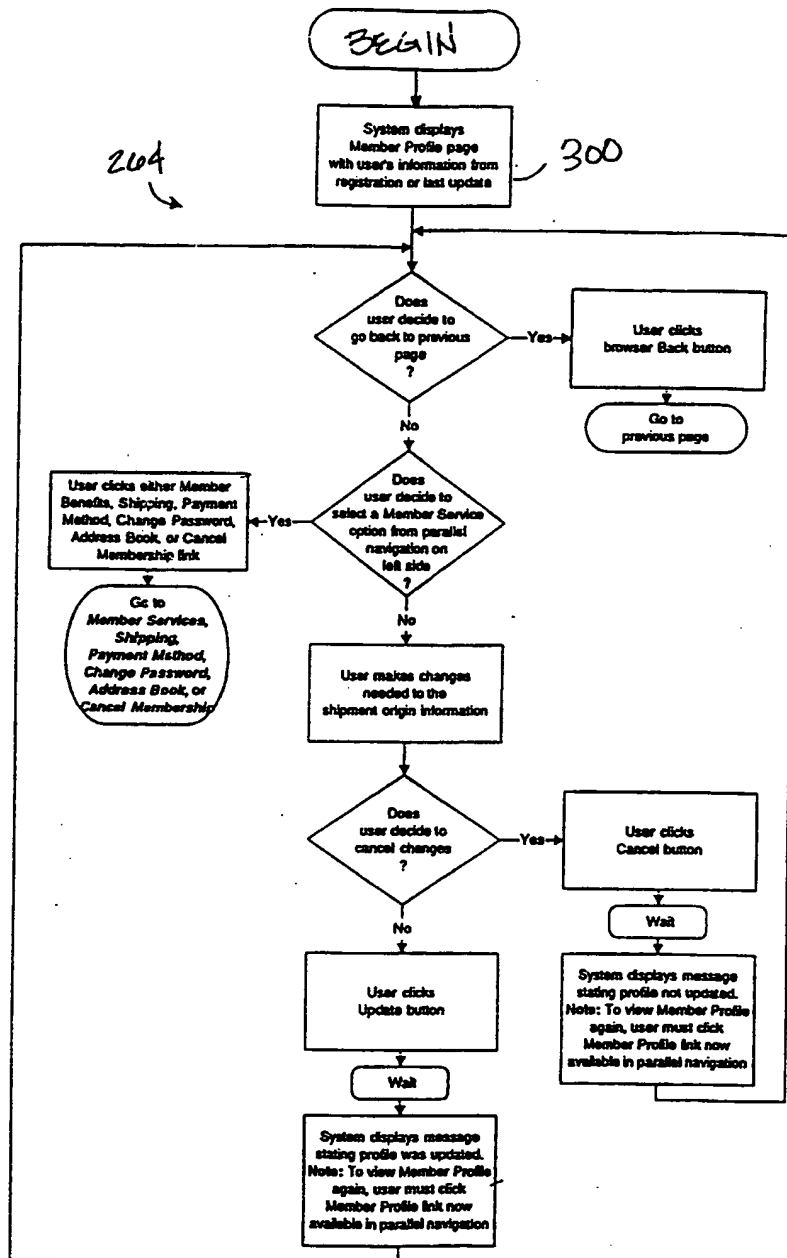 BEGIN
System displays
Member Profile page
with user's information from
registration or last update
300
264
Does
user decide to
go back to previous
page
?
Yes
User clicks
browser Back button
Go to
previous page
No
Does
user decide to
select a Member Service
option from parallel
navigation on
left side
?
Yes
User clicks either Member
Benefits, Shipping, Payment
Method, Change Password,
Address Book, or Cancel
Membership link
Go to
Member Services,
Shipping,
Payment Method,
Change Password,
Address Book, or
Cancel Membership
No
User makes changes
needed to the
shipment origin information
Does
user decide to
cancel changes
?
Yes
User clicks
Cancel button
Wait
System displays message
stating profile not updated.
Note: To view Member Profile
again, user must click
Member Profile link now
available in parallel navigation
No
User clicks
Update button
Wait
System displays message
stating profile was updated.
Note: To view Member Profile
again, user must click
Member Profile link now
available in parallel navigation